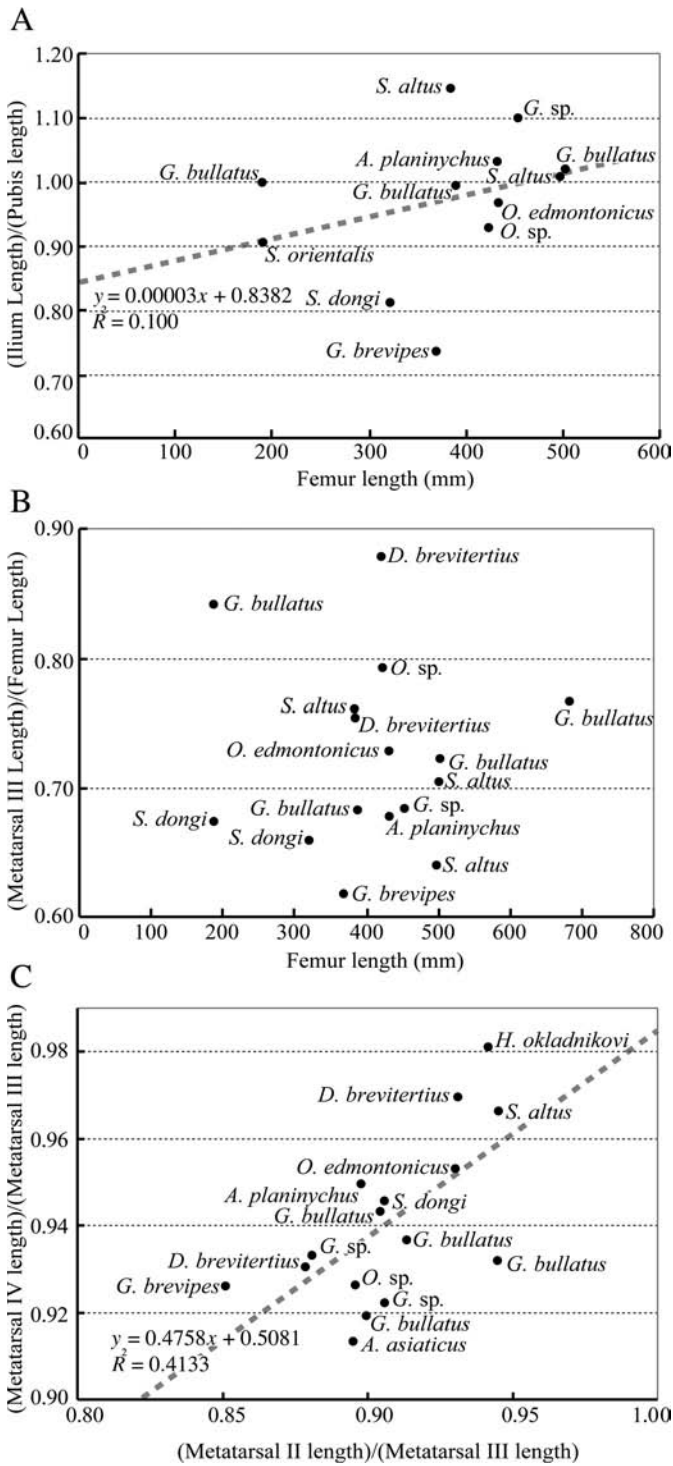 A
1.20
S. altus
G. sp.
1.10
A. planinychus
G. bullatus
G. bullatus
1.00
G. bullatus
S. altus
O. edmontonicus
O. sp.
0.90
S. orientalis
y = 0.00003x + 0.8382
R² = 0.100
S. dongi
0.80
G. brevipes
0.70
0.60
0 100 200 300 400 500 600
(Ilium Length)/(Pubis length)
Femur length (mm)
B
0.90
D. brevitertius
G. bullatus
0.80
O. sp.
S. altus
D. brevitertius
G. bullatus
O. edmontonicus
G. bullatus
S. altus
0.70
G. bullatus
G. sp.
S. dongi
A. planinychus
S. dongi
S. altus
G. brevipes
0.60
0 100 200 300 400 500 600 700 800
(Metatarsal III Length)/(Femur Length)
Femur length (mm)
C
H. okladnikovi
0.98
D. brevitertius
S. altus
0.96
O. edmontonicus
A. planinychus
S. dongi
G. bullatus
0.94
G. bullatus
G. sp.
D. brevitertius
G. bullatus
G. brevipes
O. sp.
G. sp.
0.92
G. bullatus
A. asiaticus
y = 0.4758x + 0.5081
R² = 0.4133
0.90
0.80 0.85 0.90 0.95 1.00
(Metatarsal IV length)/(Metatarsal III length)
(Metatarsal II length)/(Metatarsal III length)